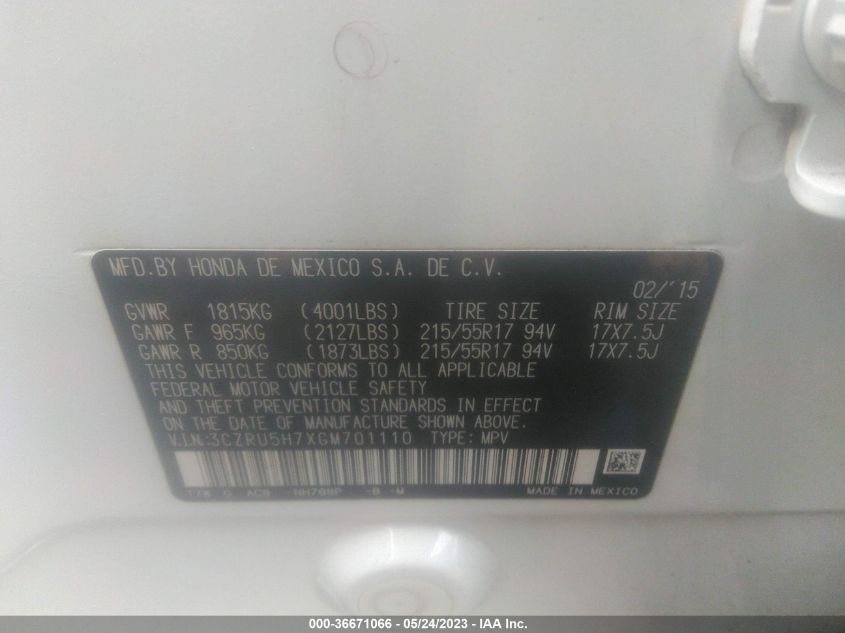 MFD.BY HONDA DE MEXICO S.A. DE C.V.
02/'15
GVWR 1815KG (4001LBS) TIRE SIZE RIM SIZE
GAWR F 965KG (2127LBS) 215/55R17 94V 17X7.5J
GAWR R 850KG (1873LBS) 215/55R17 94V 17X7.5J
THIS VEHICLE CONFORMS TO ALL APPLICABLE
FEDERAL MOTOR VEHICLE SAFETY
AND THEFT PREVENTION STANDARDS IN EFFECT
ON THE DATE OF MANUFACTURE SHOWN ABOVE.
V.I.N.:3CZRU5H7XGM701110 TYPE: MPV
T7W G AC8 -NH788P -B -M MADE IN MEXICO
000-36671066 - 05/24/2023 - IAA Inc.